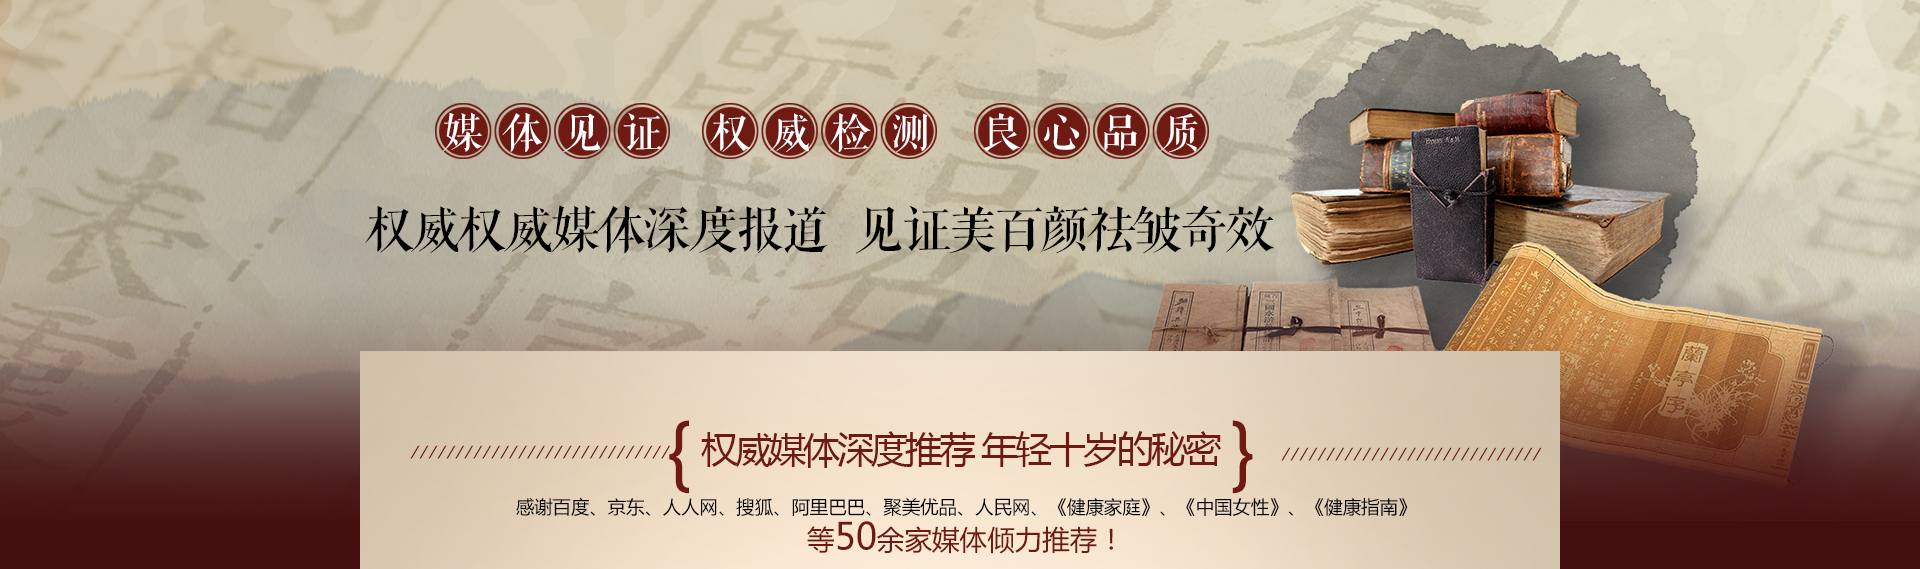 媒体见证 权威检测 良心品质
权威权威媒体深度报道 见证美百颜祛皱奇效
蘭亭序
{权威媒体深度推荐 年轻十岁的秘密}
感谢百度、京东、人人网、搜狐、阿里巴巴、聚美优品、人民网、《健康家庭》、《中国女性》、《健康指南》
等50余家媒体倾力推荐！